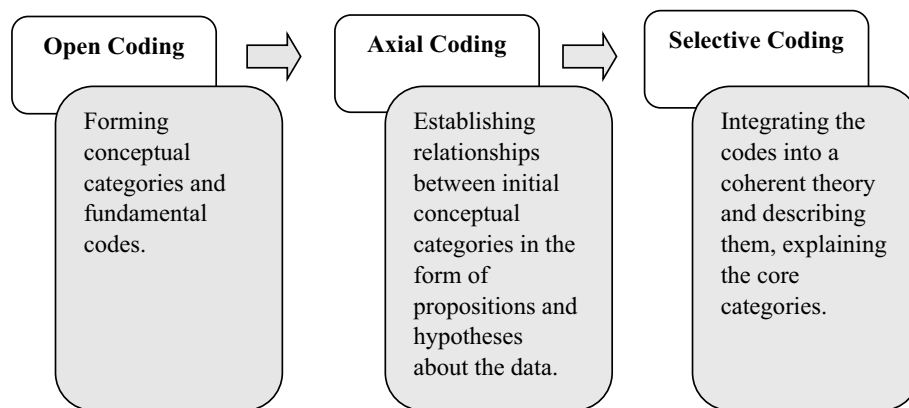 Open Coding
Forming
conceptual
categories and
fundamental
codes.
Axial Coding
Establishing
relationships
between initial
conceptual
categories in the
form of
propositions and
hypotheses
about the data.
Selective Coding
Integrating the
codes into a
coherent theory
and describing
them, explaining
the core
categories.